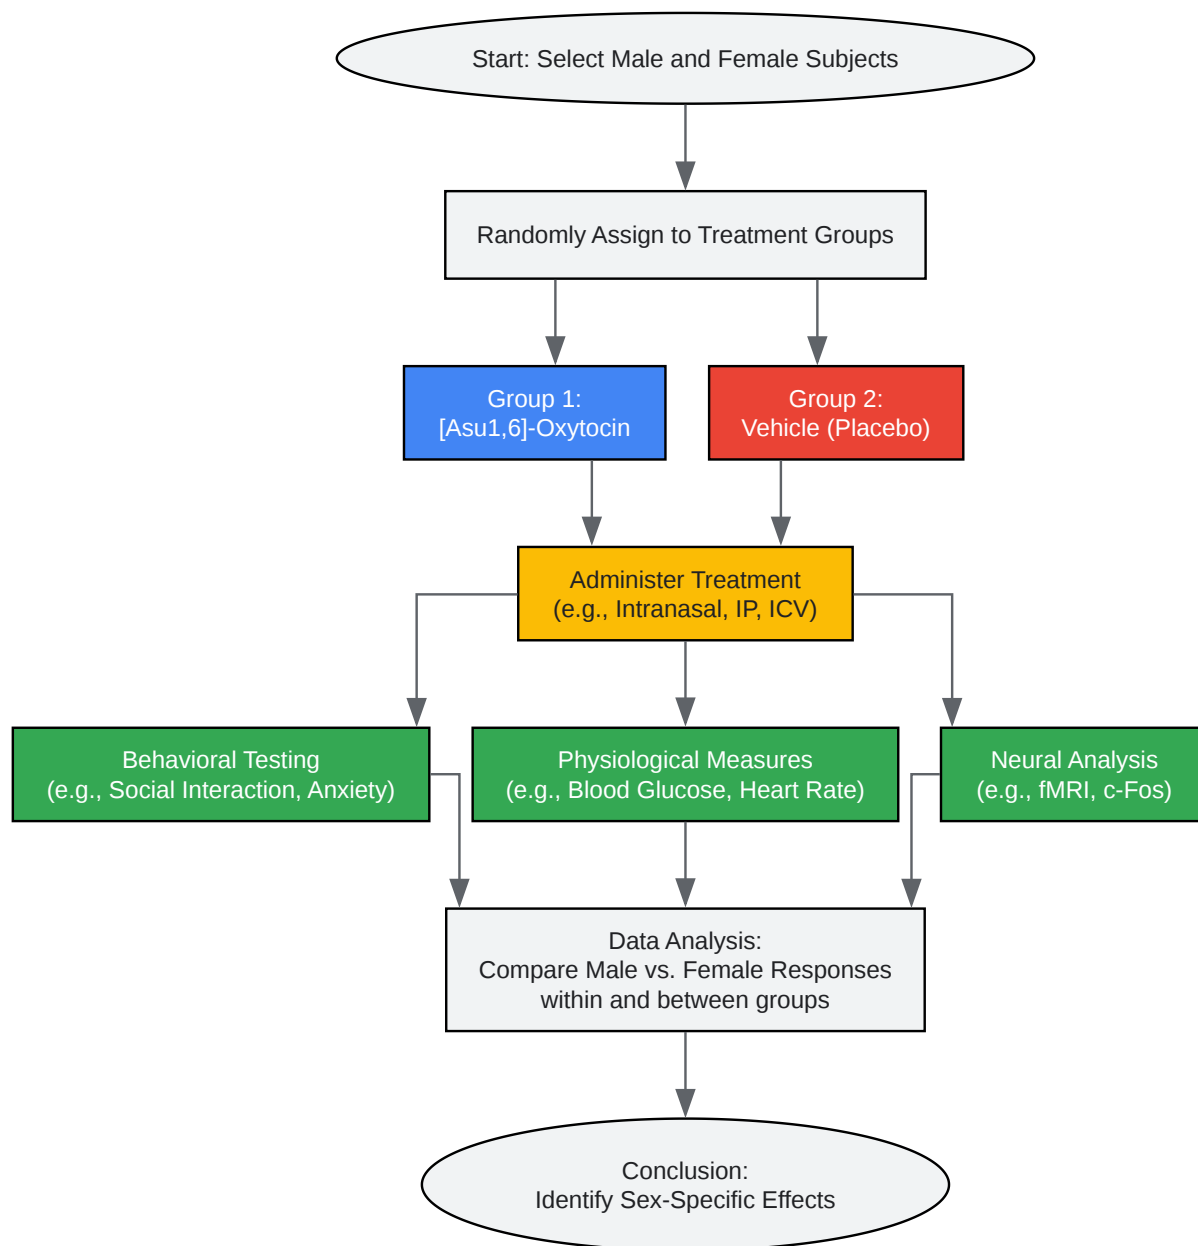 Start: Select Male and Female Subjects
Randomly Assign to Treatment Groups
Group 1:
[Asu1,6]-Oxytocin
Group 2:
Vehicle (Placebo)
Administer Treatment
(e.g., Intranasal, IP, ICV)
Behavioral Testing
(e.g., Social Interaction, Anxiety)
Physiological Measures
(e.g., Blood Glucose, Heart Rate)
Neural Analysis
(e.g., fMRI, c-Fos)
Data Analysis:
Compare Male vs. Female Responses
within and between groups
Conclusion:
Identify Sex-Specific Effects